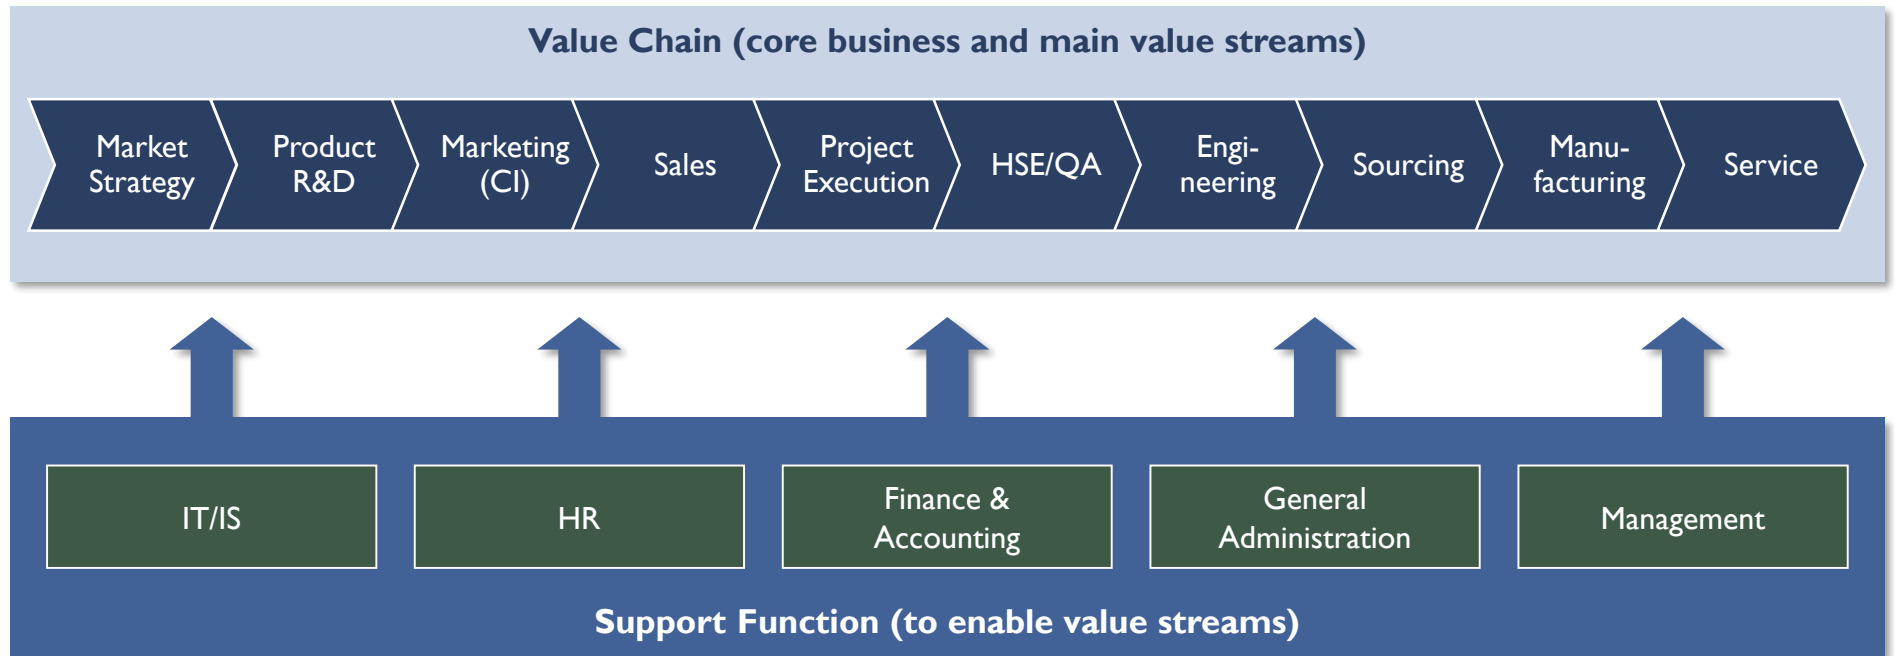 Value Chain (core business and main value streams)
Market
Strategy
Product
R&D
Marketing
(CI)
Sales
Project
Execution
HSE/QA
Engi-
neering
Sourcing
Manu-
facturing
Service
IT/IS
HR
Finance &
Accounting
General
Administration
Management
Support Function (to enable value streams)